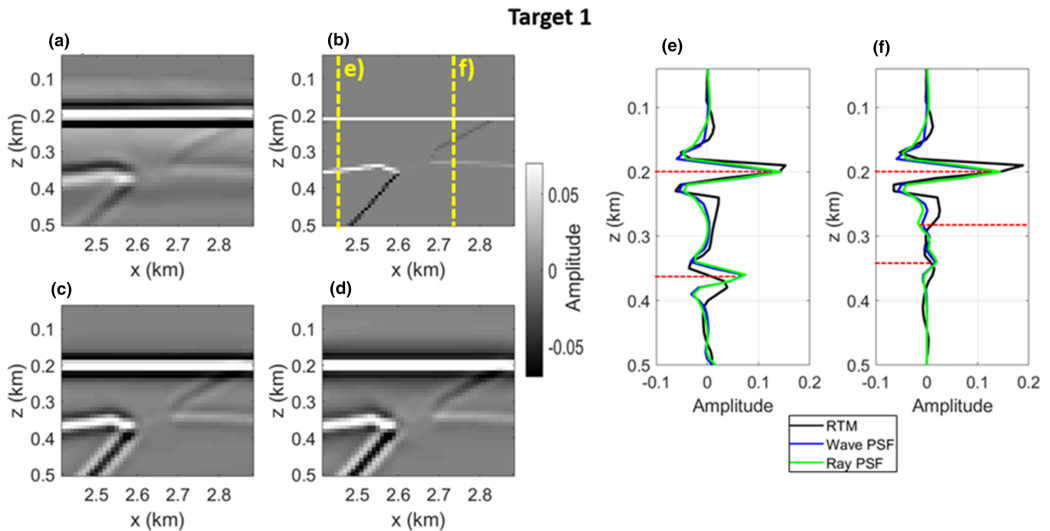 Target 1
(a)
(b)
(e)
(f)
e)
f)
z (km)
0.1
0.2
0.3
0.4
0.5
2.5 2.6 2.7 2.8
x (km)
z (km)
0.1
0.2
0.3
0.4
0.5
2.5 2.6 2.7 2.8
x (km)
0.05
0
-0.05
Amplitude
(c)
(d)
z (km)
0.1
0.2
0.3
0.4
0.5
2.5 2.6 2.7 2.8
x (km)
z (km)
0.1
0.2
0.3
0.4
0.5
2.5 2.6 2.7 2.8
x (km)
z (km)
0.1
0.2
0.3
0.4
0.5
-0.1 0 0.1 0.2
Amplitude
z (km)
0.1
0.2
0.3
0.4
0.5
-0.1 0 0.1 0.2
Amplitude
RTM
Wave PSF
Ray PSF